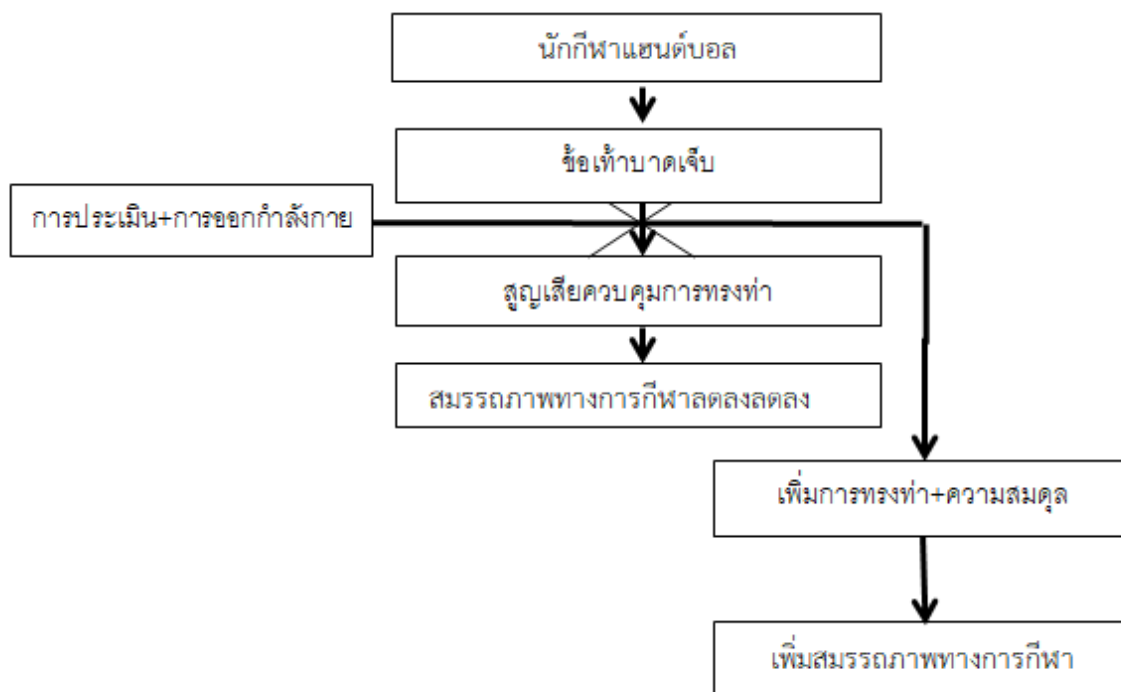 นักกีฬาแฮนด์บอล
ข้อเท้าบาดเจ็บ
การประเมิน+การออกกำลังกาย
สูญเสียควบคุมการทรงท่า
สมรรถภาพทางการกีฬาลตลงลตลง
เพิ่มการทรงท่า+ความสมดุล
เพิ่มสมรรถภาพทางการกีฬา